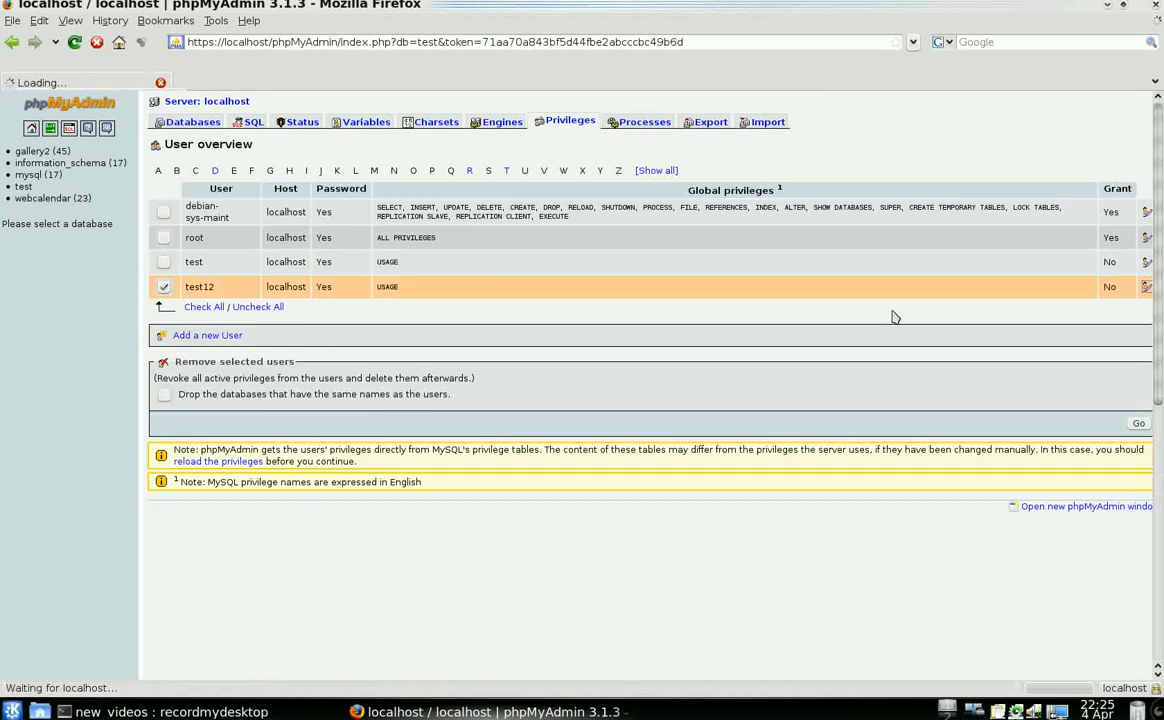 localhost / localhost | phpMyAdmin 3.1.3 - Mozilla Firefox
File Edit View History Bookmarks Tools Help
https://localhost/phpMyAdmin/index.php?db=test&token=71aa70a843bf5d44fbe2abcccbc49b6d
Google
Loading...
phpMyAdmin
gallery2 (45)
information_schema (17)
mysql (17)
test
webcalendar (23)
Please select a database
Server: localhost
Databases SQL Status Variables Charsets Engines Privileges Processes Export Import
User overview
A B C D E F G H I J K L M N O P Q R S T U V W X Y Z [Show all]
User Host Password Global privileges 1 Grant
debian-
sys-maint localhost Yes SELECT, INSERT, UPDATE, DELETE, CREATE, DROP, RELOAD, SHUTDOWN, PROCESS, FILE, REFERENCES, INDEX, ALTER, SHOW DATABASES, SUPER, CREATE TEMPORARY TABLES, LOCK TABLES,
REPLICATION SLAVE, REPLICATION CLIENT, EXECUTE Yes
root localhost Yes ALL PRIVILEGES Yes
test localhost Yes USAGE No
test12 localhost Yes USAGE No
Check All / Uncheck All
Add a new User
Remove selected users
(Revoke all active privileges from the users and delete them afterwards.)
Drop the databases that have the same names as the users.
Go
Note: phpMyAdmin gets the users' privileges directly from MySQL's privilege tables. The content of these tables may differ from the privileges the server uses, if they have been changed manually. In this case, you should
reload the privileges before you continue.
1 Note: MySQL privilege names are expressed in English
Open new phpMyAdmin windo
Waiting for localhost...
localhost
new_videos : recordmydesktop
localhost / localhost | phpMyAdmin 3.1.3 -
22:25
4 Apr